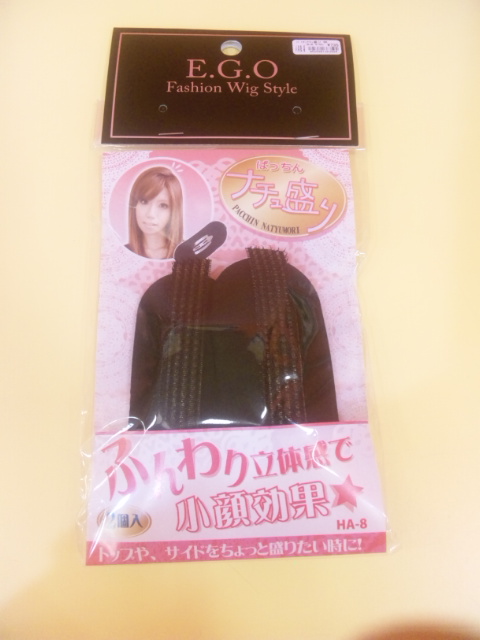 E.G.O
Fashion Wig Style
ぱっちん
ナチュ盛り
PACCHIN NATYUMORI
ふんわり立体感で
小顔効果★
個入
HA-8
トップや、サイドをちょっと盛りたい時に!